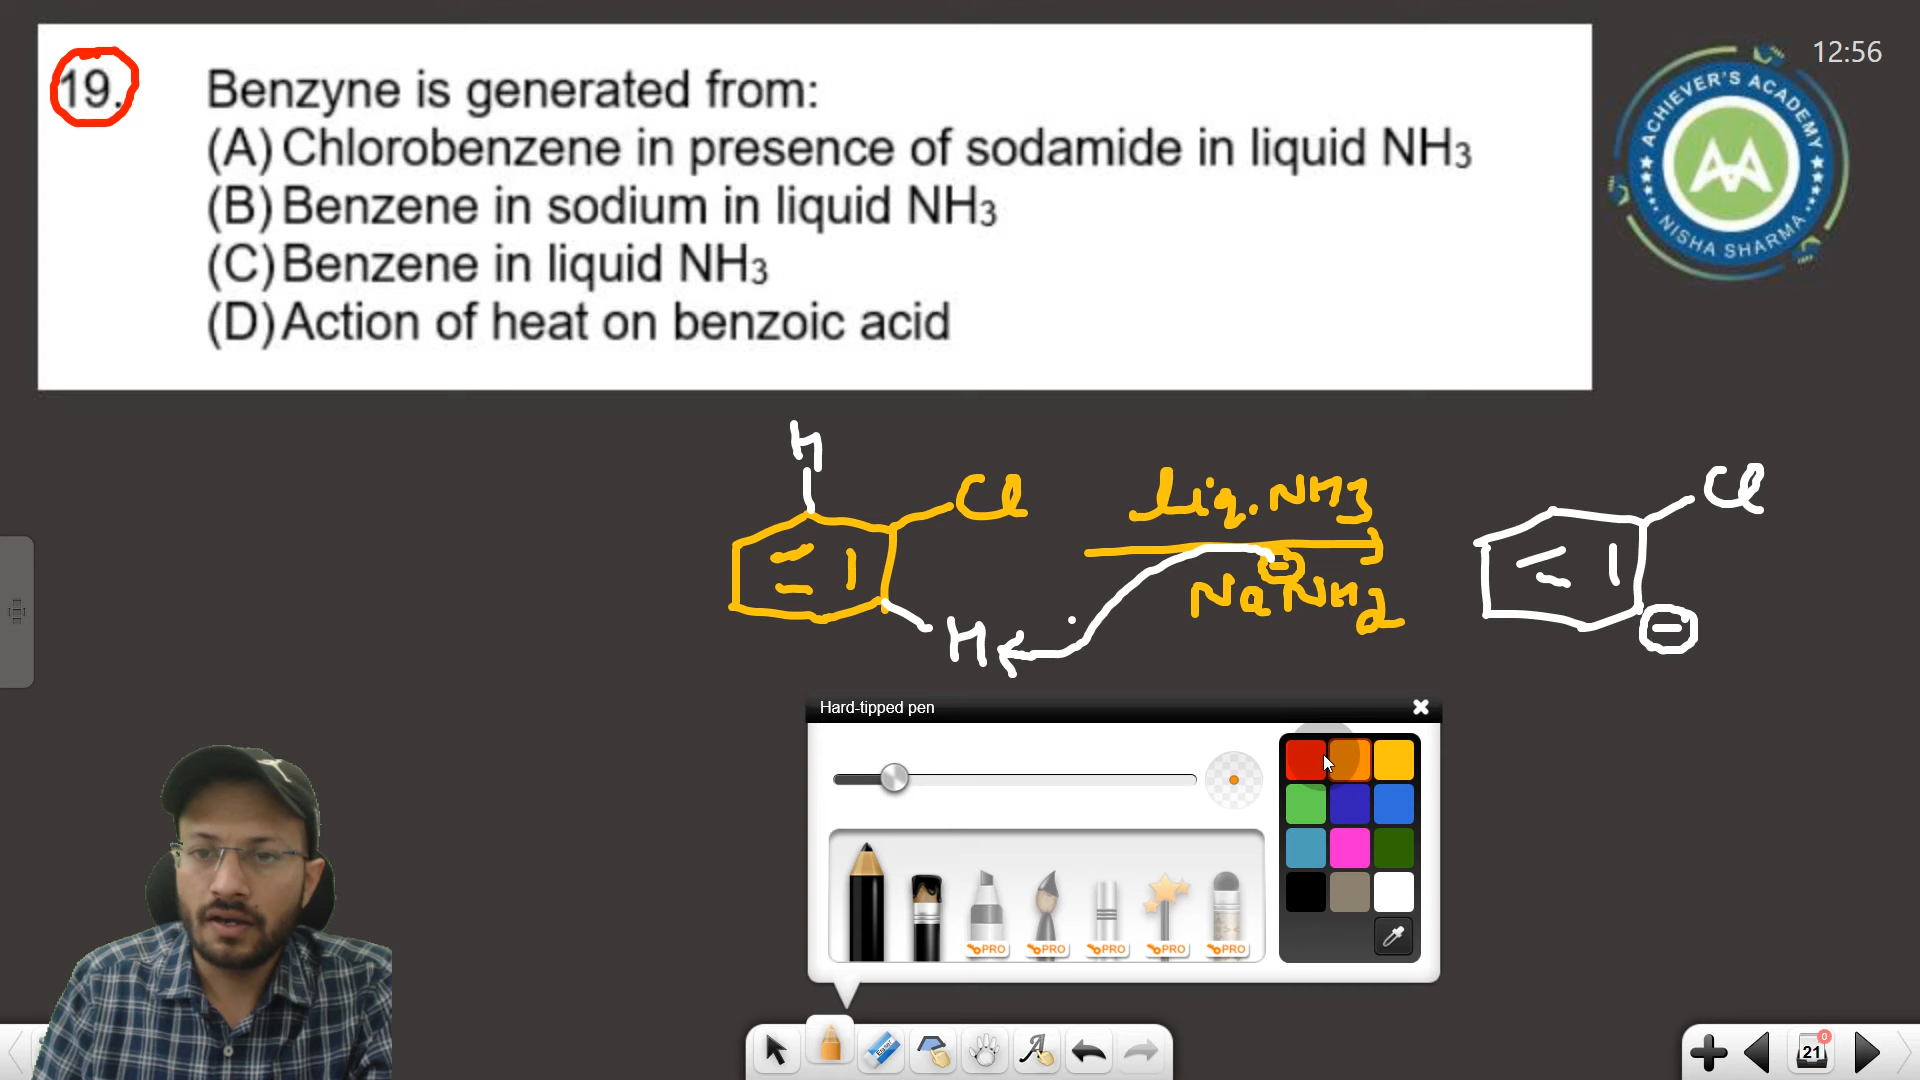 12:56
19. Benzyne is generated from:
(A) Chlorobenzene in presence of sodamide in liquid NH3
(B) Benzene in sodium in liquid NH3
(C) Benzene in liquid NH3
(D) Action of heat on benzoic acid
ACHIEVER'S ACADEMY
NISHA SHARMA
H
Cl
liq. NH3
NaNH2
H
Cl
Hard-tipped pen
PRO PRO PRO PRO PRO
Eraser
A
21
0